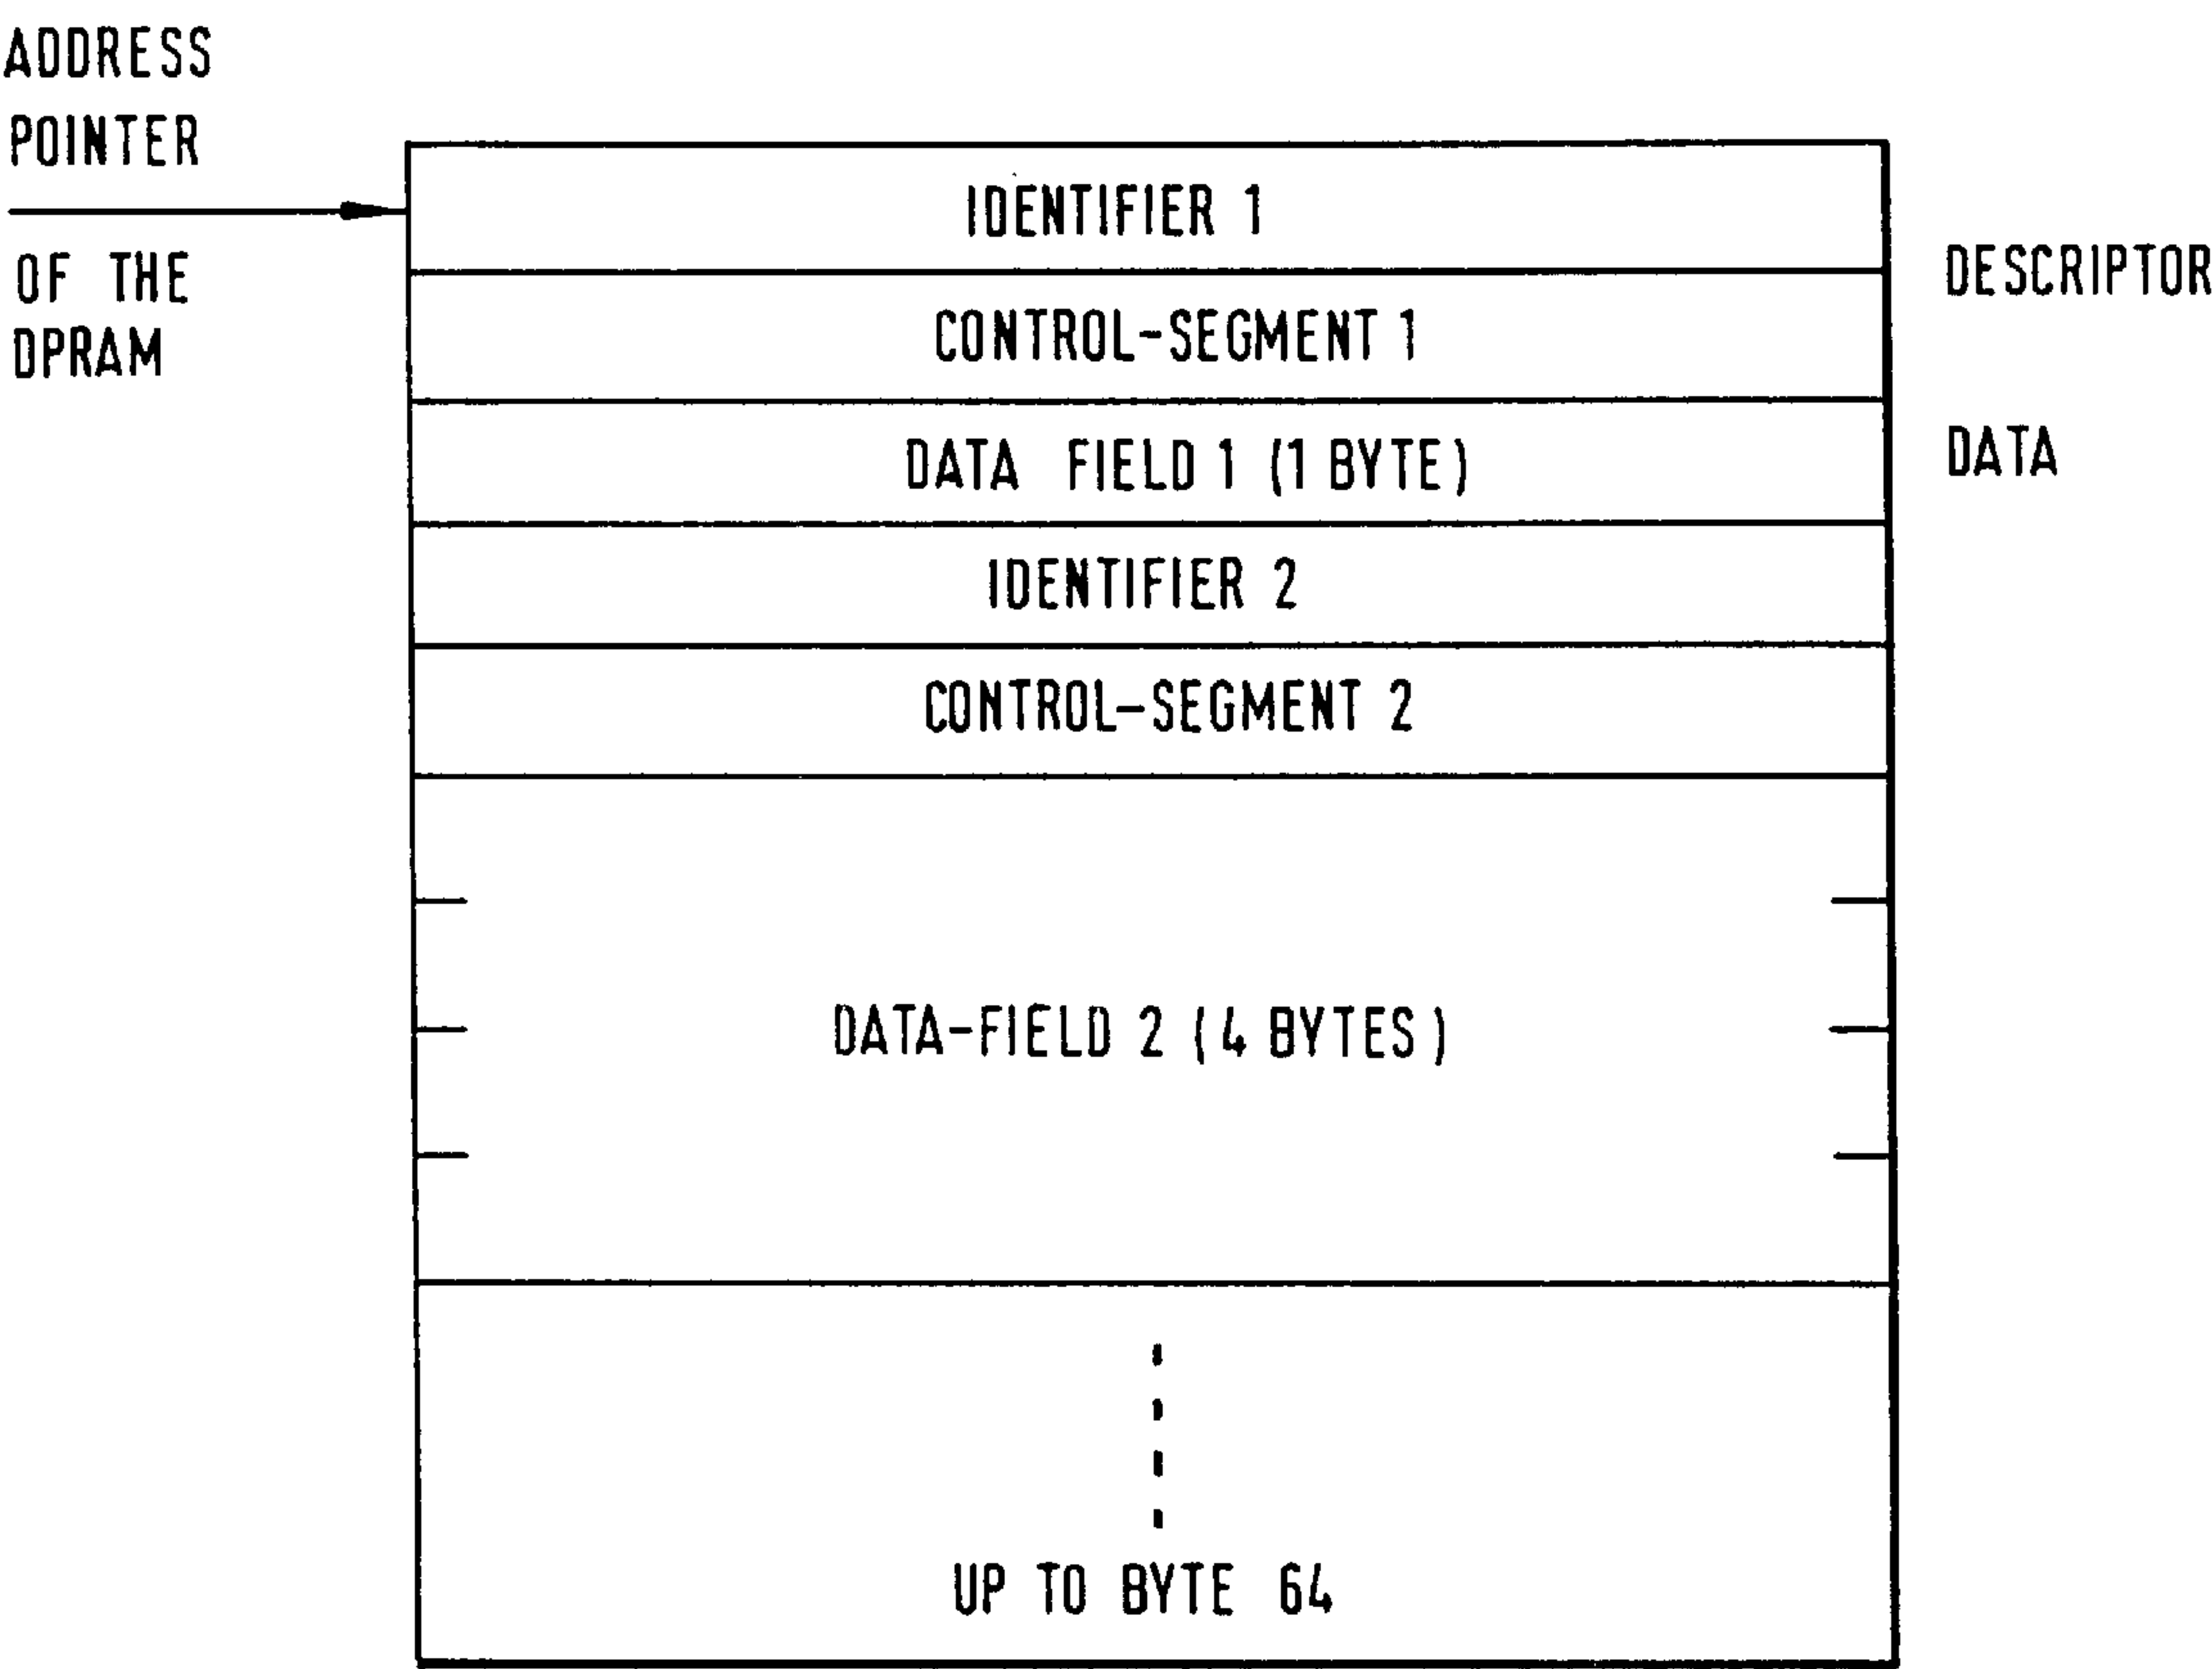 ADDRESS
POINTER
OF THE
DPRAM
IDENTIFIER 1
DESCRIPTOR
CONTROL-SEGMENT 1
DATA FIELD 1 (1 BYTE)
DATA
IDENTIFIER 2
CONTROL-SEGMENT 2
DATA-FIELD 2 (4 BYTES)
UP TO BYTE 64